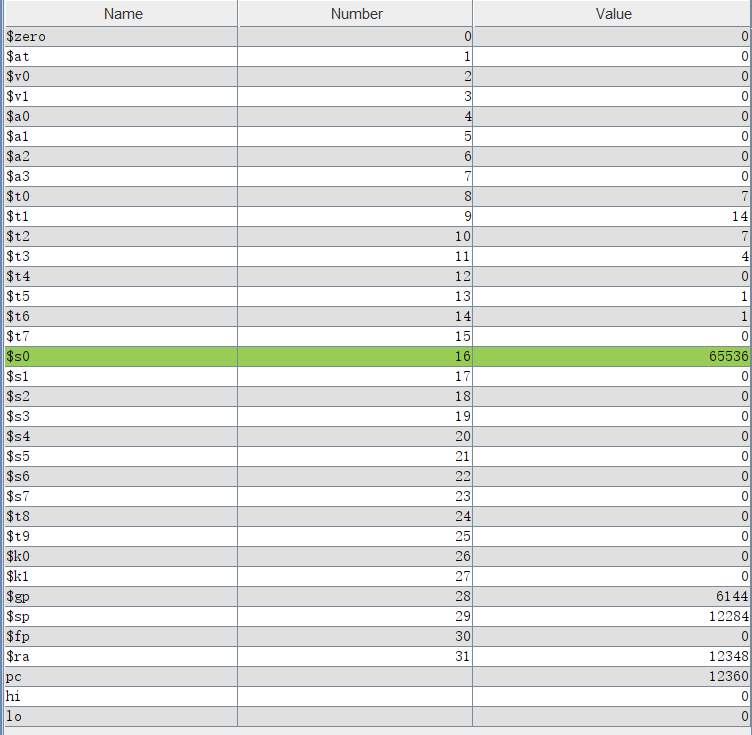 Name Number Value
$zero 0 0
$at 1 0
$v0 2 0
$v1 3 0
$a0 4 0
$a1 5 0
$a2 6 0
$a3 7 0
$t0 8 7
$t1 9 14
$t2 10 7
$t3 11 4
$t4 12 0
$t5 13 1
$t6 14 1
$t7 15 0
$s0 16 65536
$s1 17 0
$s2 18 0
$s3 19 0
$s4 20 0
$s5 21 0
$s6 22 0
$s7 23 0
$t8 24 0
$t9 25 0
$k0 26 0
$k1 27 0
$gp 28 6144
$sp 29 12284
$fp 30 0
$ra 31 12348
pc 12360
hi 0
lo 0